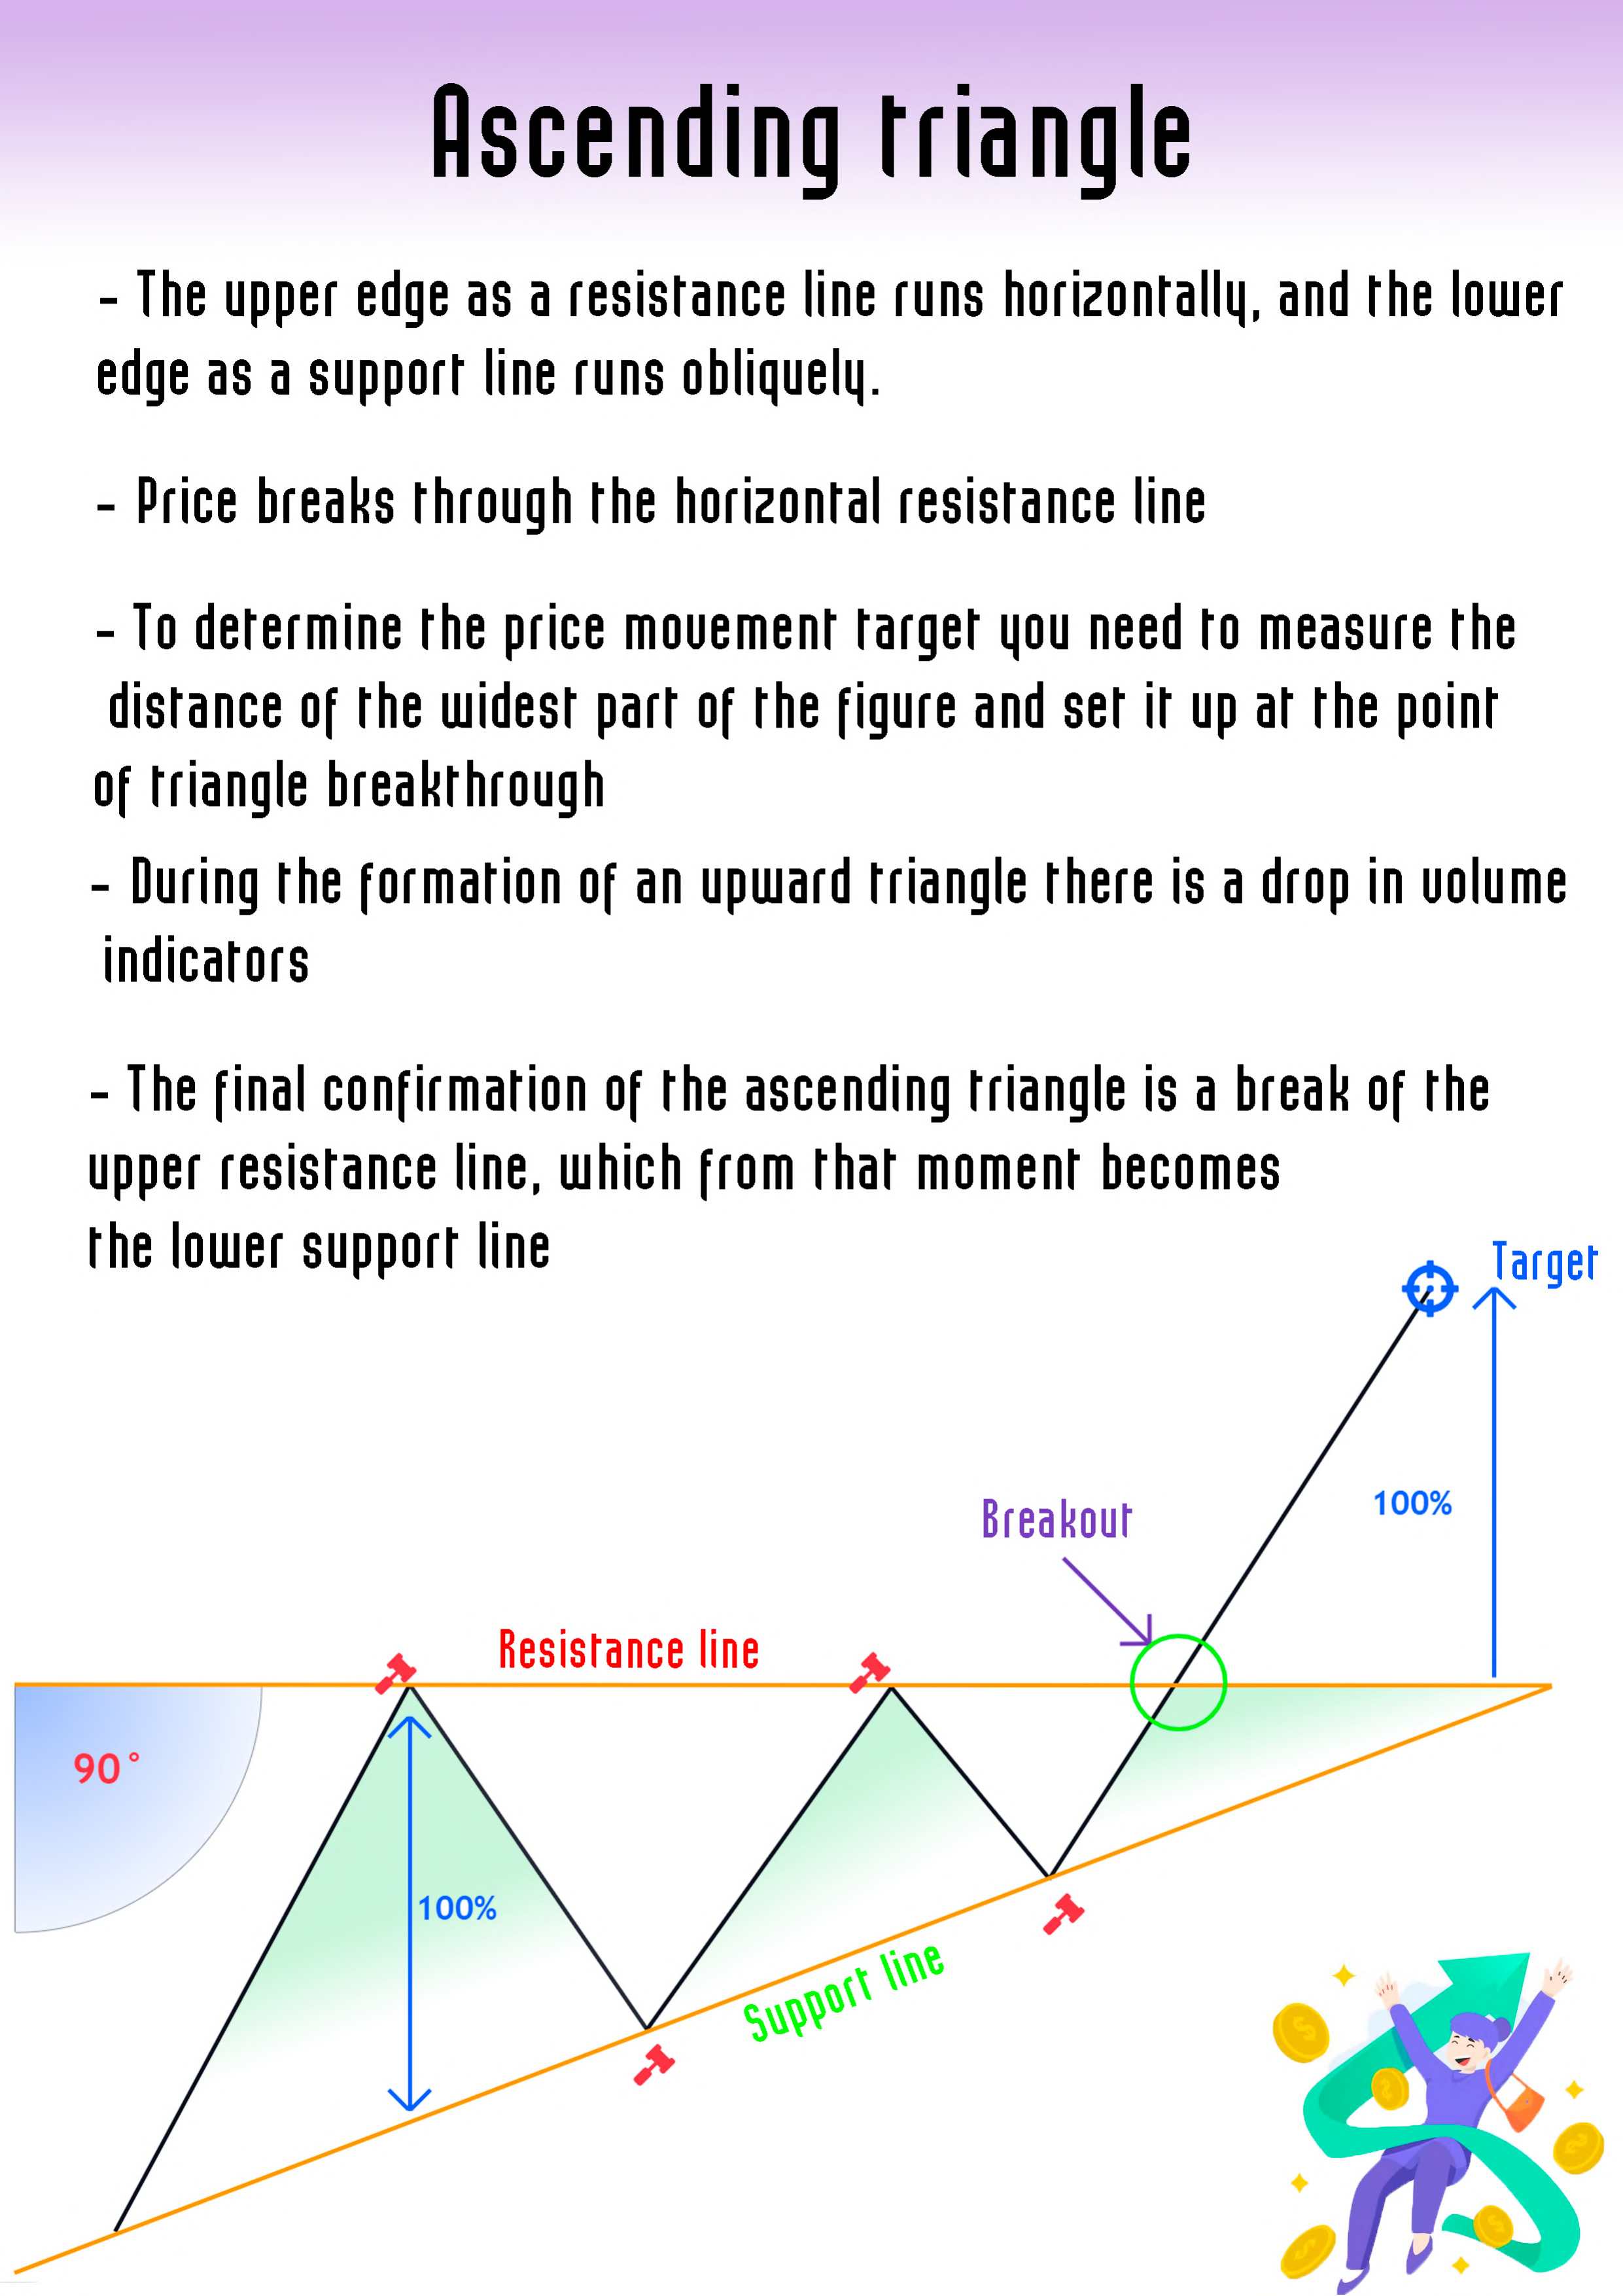 Ascending triangle
- The upper edge as a resistance line runs horizontally, and the lower
edge as a support line runs obliquely.
- Price breaks through the horizontal resistance line
- To determine the price movement target you need to measure the
distance of the widest part of the figure and set it up at the point
of triangle breakthrough
- During the formation of an upward triangle there is a drop in volume
indicators
- The final confirmation of the ascending triangle is a break of the
upper resistance line, which from that moment becomes
the lower support line
Target
100%
Breakout
Resistance line
90°
100%
Support line